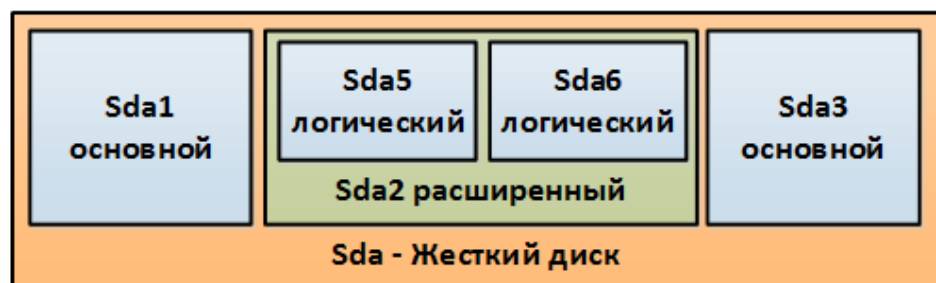 Sda1
основной
Sda5
логический
Sda6
логический
Sda2 расширенный
Sda3
основной
Sda - Жесткий диск